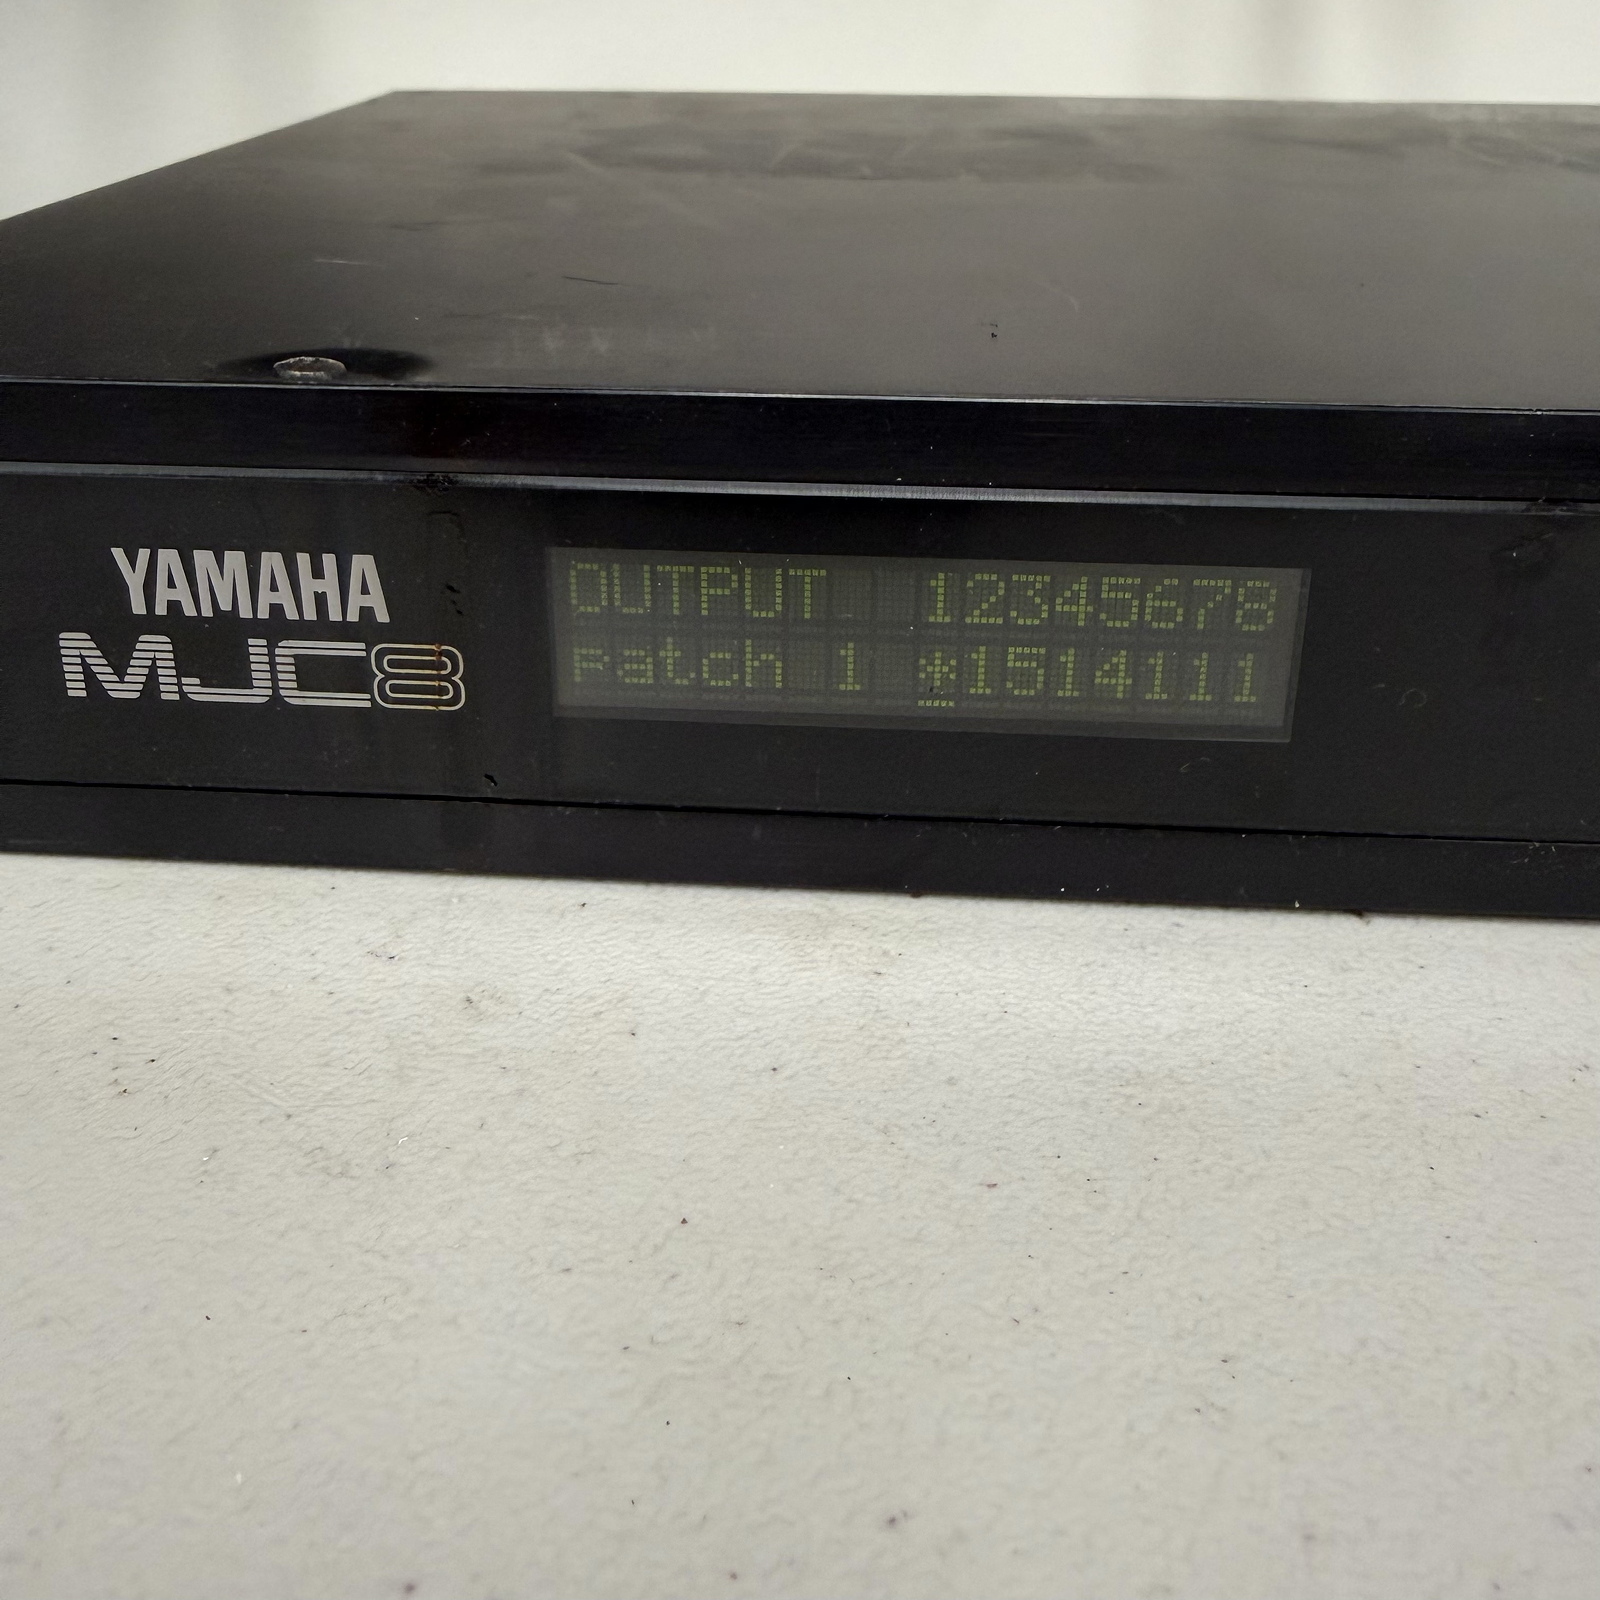 YAMAHA
MJC8
OUTPUT 12345678
Patch 1 *1514111